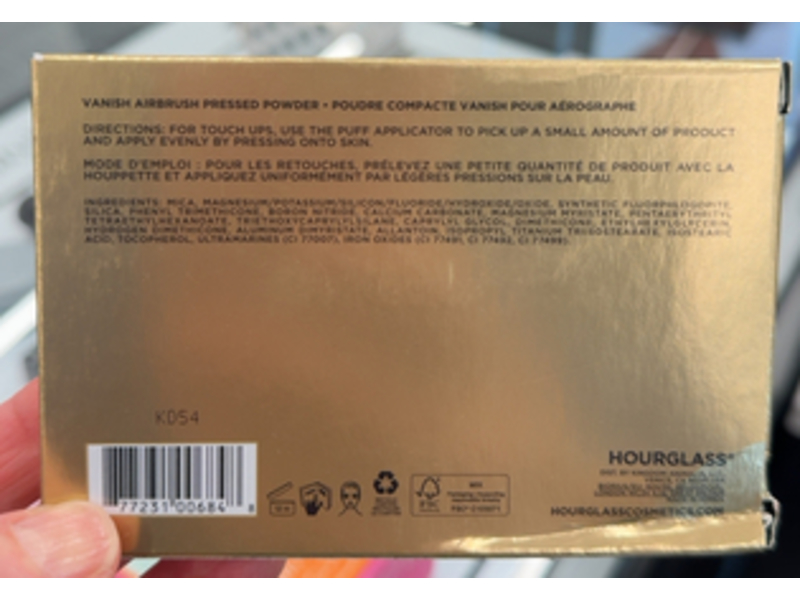 VANISH AIRBRUSH PRESSED POWDER • POUDRE COMPACTE VANISH POUR AÉROGRAPHE
DIRECTIONS: FOR TOUCH UPS, USE THE PUFF APPLICATOR TO PICK UP A SMALL AMOUNT OF PRODUCT
AND APPLY EVENLY BY PRESSING ONTO SKIN.
MODE D'EMPLOI : POUR LES RETOUCHES, PRÉLEVEZ UNE PETITE QUANTITÉ DE PRODUIT AVEC LA
HOUPPETTE ET APPLIQUEZ UNIFORMÉMENT PAR LÉGÈRES PRESSIONS SUR LA PEAU.
INGREDIENTS: MICA, MAGNESIUM/POTASSIUM/SILICON/FLUORIDE/HYDROXIDE/OXIDE, SYNTHETIC FLUORPHLOGOPITE,
SILICA, PHENYL TRIMETHICONE, BORON NITRIDE, CALCIUM CARBONATE, MAGNESIUM MYRISTATE, PENTAERYTHRITYL
TETRAETHYLHEXANOATE, TRIETHOXYCAPRYLYLSILANE, CAPRYLYL GLYCOL, DIMETHICONE, ETHYLHEXYLGLYCERIN,
HYDROGEN DIMETHICONE, ALUMINUM DIMYRISTATE, ALLANTOIN, ISOPROPYL TITANIUM TRIISOSTEARATE, ISOSTEARIC
ACID, TOCOPHEROL, ULTRAMARINES (CI 77007), IRON OXIDES (CI 77491, CI 77492, CI 77499).
KD54
77231 00684 8
FSC
MIX
HOURGLASS
HOURGLASSCOSMETICS.COM